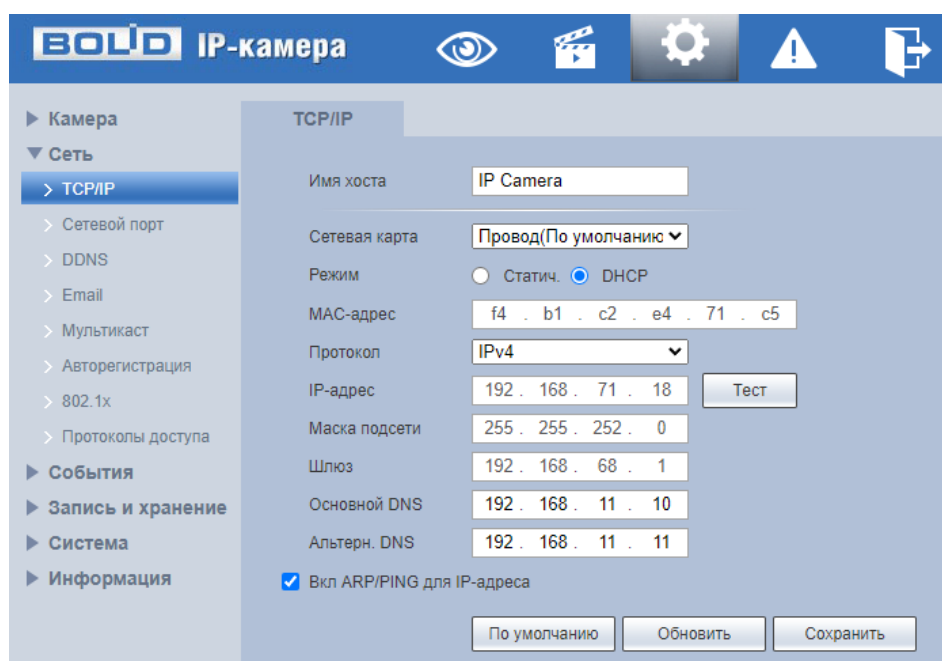 BOLID IP-камера
Камера
Сеть
TCP/IP
Сетевой порт
DDNS
Email
Мультикаст
Авторегистрация
802.1x
Протоколы доступа
События
Запись и хранение
Система
Информация
TCP/IP
Имя хоста IP Camera
Сетевая карта Провод(По умолчанию
Режим Статич. DHCP
MAC-адрес f4 . b1 . c2 . e4 . 71 . c5
Протокол IPv4
IP-адрес 192 . 168 . 71 . 18 Тест
Маска подсети 255 . 255 . 252 . 0
Шлюз 192 . 168 . 68 . 1
Основной DNS 192 . 168 . 11 . 10
Альтерн. DNS 192 . 168 . 11 . 11
Вкл ARP/PING для IP-адреса
По умолчанию Обновить Сохранить